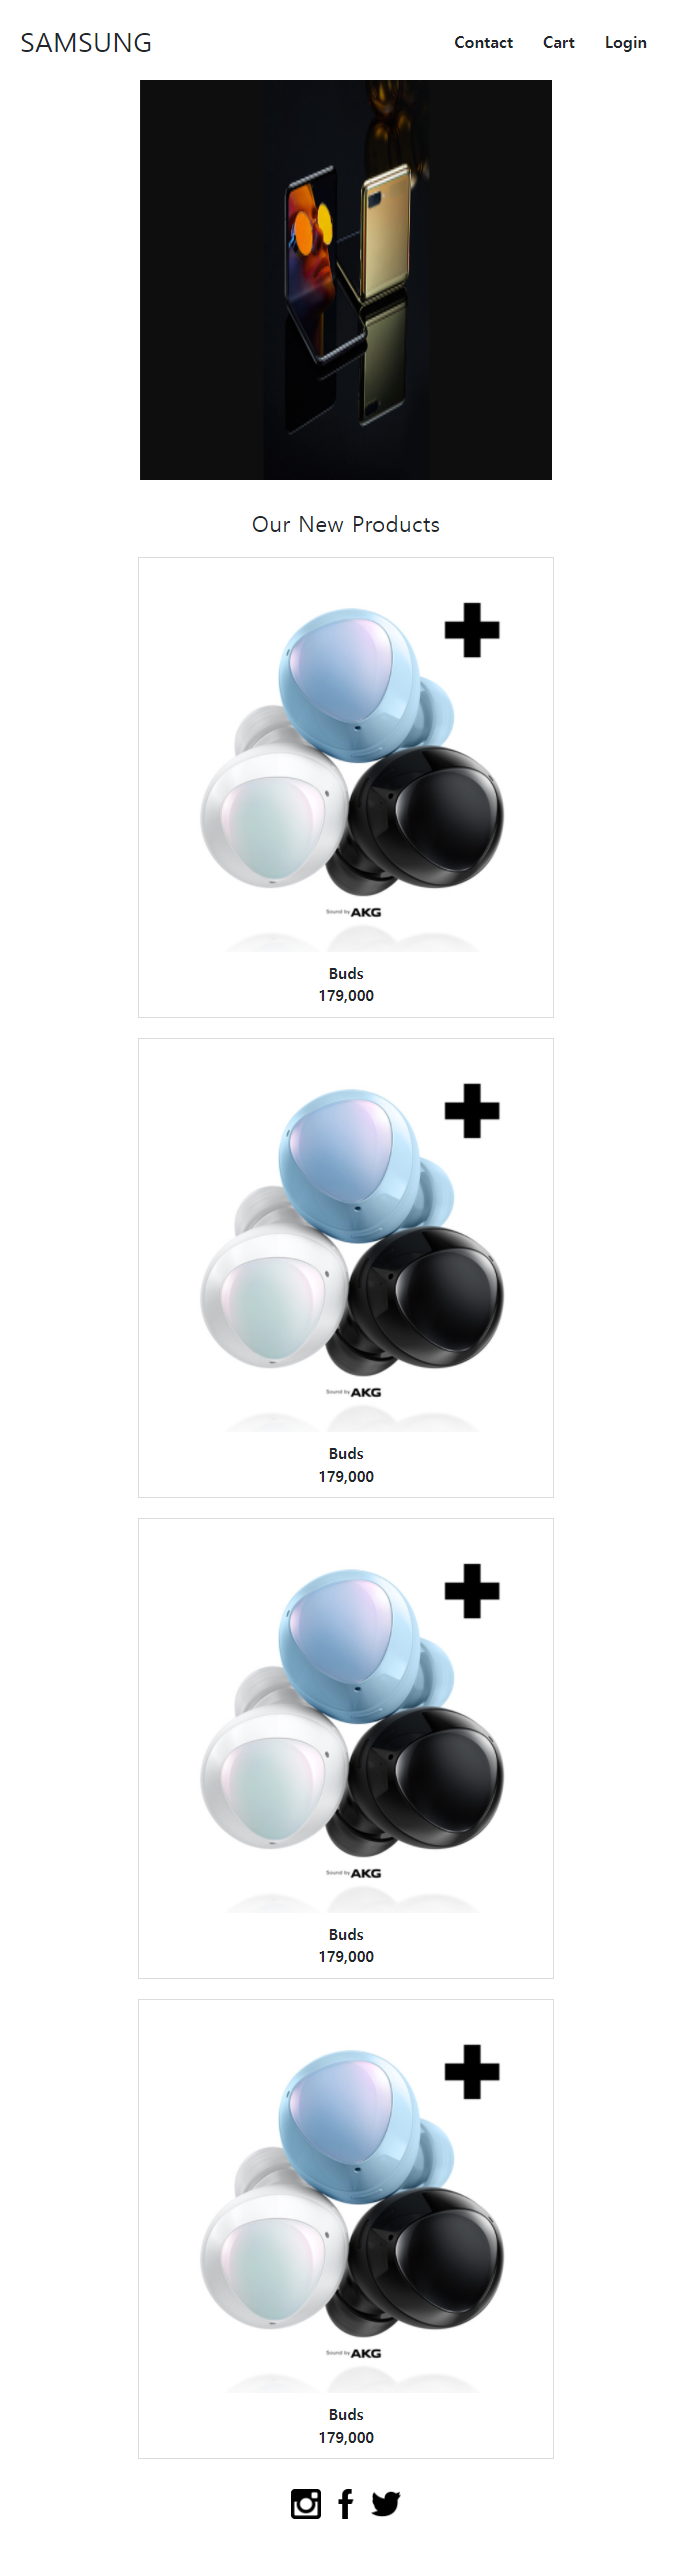 SAMSUNG
Contact Cart Login
Our New Products
Sound by AKG
Buds
179,000
Sound by AKG
Buds
179,000
Sound by AKG
Buds
179,000
Sound by AKG
Buds
179,000